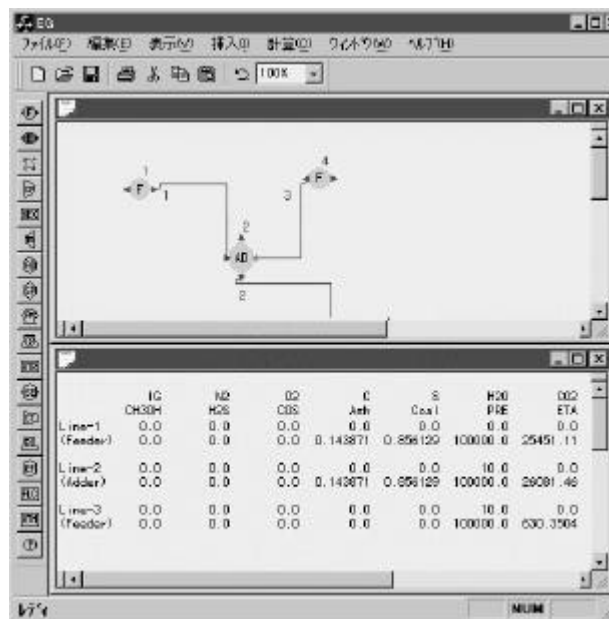 EG
ファイル(F) 編集(E) 表示(V) 挿入(I) 計算(C) ウィンドウ(W) ヘルプ(H)
100%
1
F
1
4
F
3
2
AD
2
IG N2 O2 C S H2O CO2
CH3OH H2S COS Ash Coal PRE ETA
Line-1 0.0 0.0 0.0 0.0 0.0 0.0 0.0
(Feeder) 0.0 0.0 0.0 0.143871 0.856129 100000.0 25451.11
Line-2 0.0 0.0 0.0 0.0 0.0 10.0 0.0
(Adder) 0.0 0.0 0.0 0.143871 0.856129 100000.0 26081.46
Line-3 0.0 0.0 0.0 0.0 0.0 10.0 0.0
(Feeder) 0.0 0.0 0.0 0.0 0.0 100000.0 630.3504
レディ
NUM